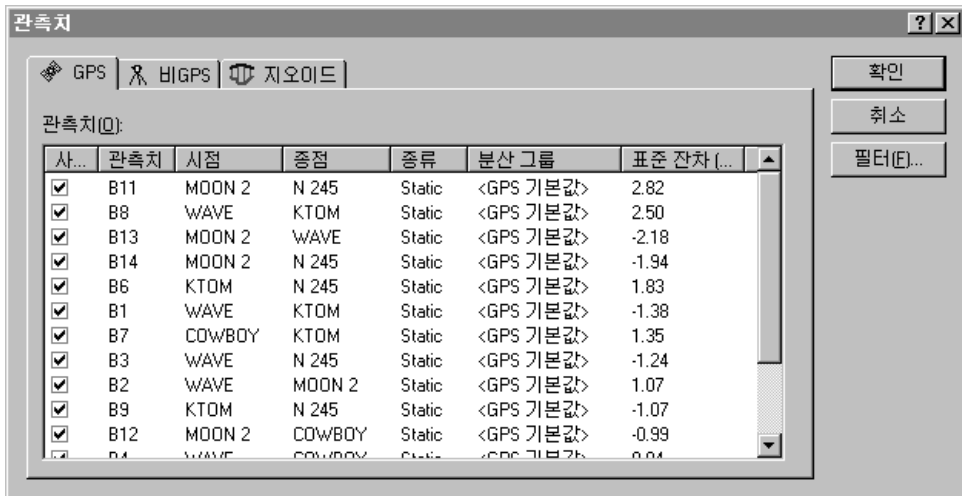 관측치
GPS 비GPS 지오이드
확인
취소
필터(F)...
관측치(O):
사... 관측치 시점 종점 종류 분산 그룹 표준 잔차 (...
B11 MOON 2 N 245 Static <GPS 기본값> 2.82
B8 WAVE KTOM Static <GPS 기본값> 2.50
B13 MOON 2 WAVE Static <GPS 기본값> -2.18
B14 MOON 2 N 245 Static <GPS 기본값> -1.94
B6 KTOM N 245 Static <GPS 기본값> 1.83
B1 WAVE KTOM Static <GPS 기본값> -1.38
B7 COWBOY KTOM Static <GPS 기본값> 1.35
B3 WAVE N 245 Static <GPS 기본값> -1.24
B2 WAVE MOON 2 Static <GPS 기본값> 1.07
B9 KTOM N 245 Static <GPS 기본값> -1.07
B12 MOON 2 COWBOY Static <GPS 기본값> -0.99
WAVE COWBOY Static <GPS 기본값>